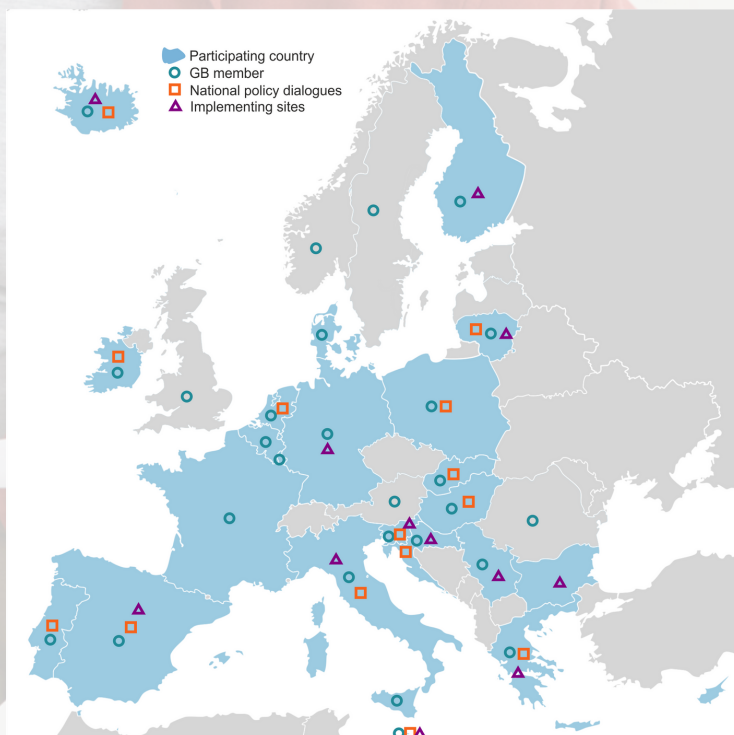 Participating country
GB member
National policy dialogues
Implementing sites